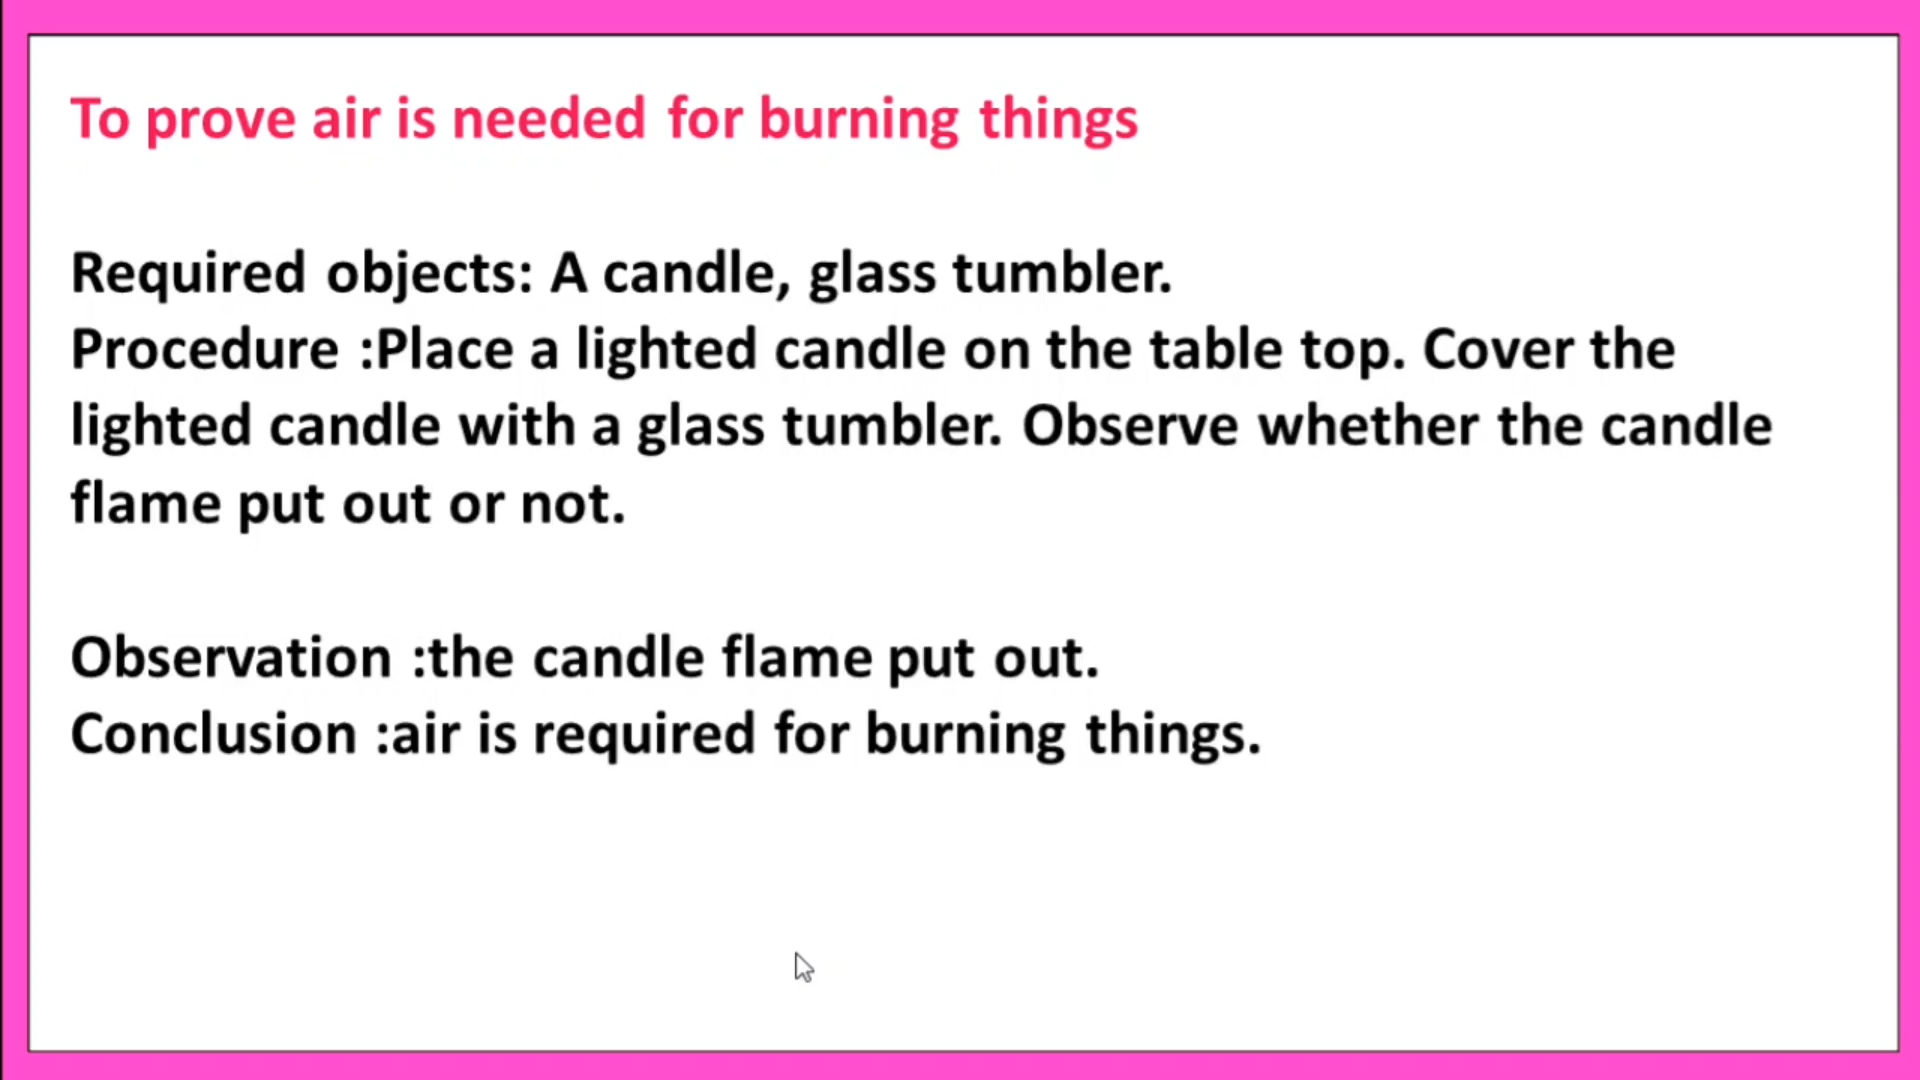 To prove air is needed for burning things
Required objects: A candle, glass tumbler.
Procedure :Place a lighted candle on the table top. Cover the
lighted candle with a glass tumbler. Observe whether the candle
flame put out or not.
Observation :the candle flame put out.
Conclusion :air is required for burning things.